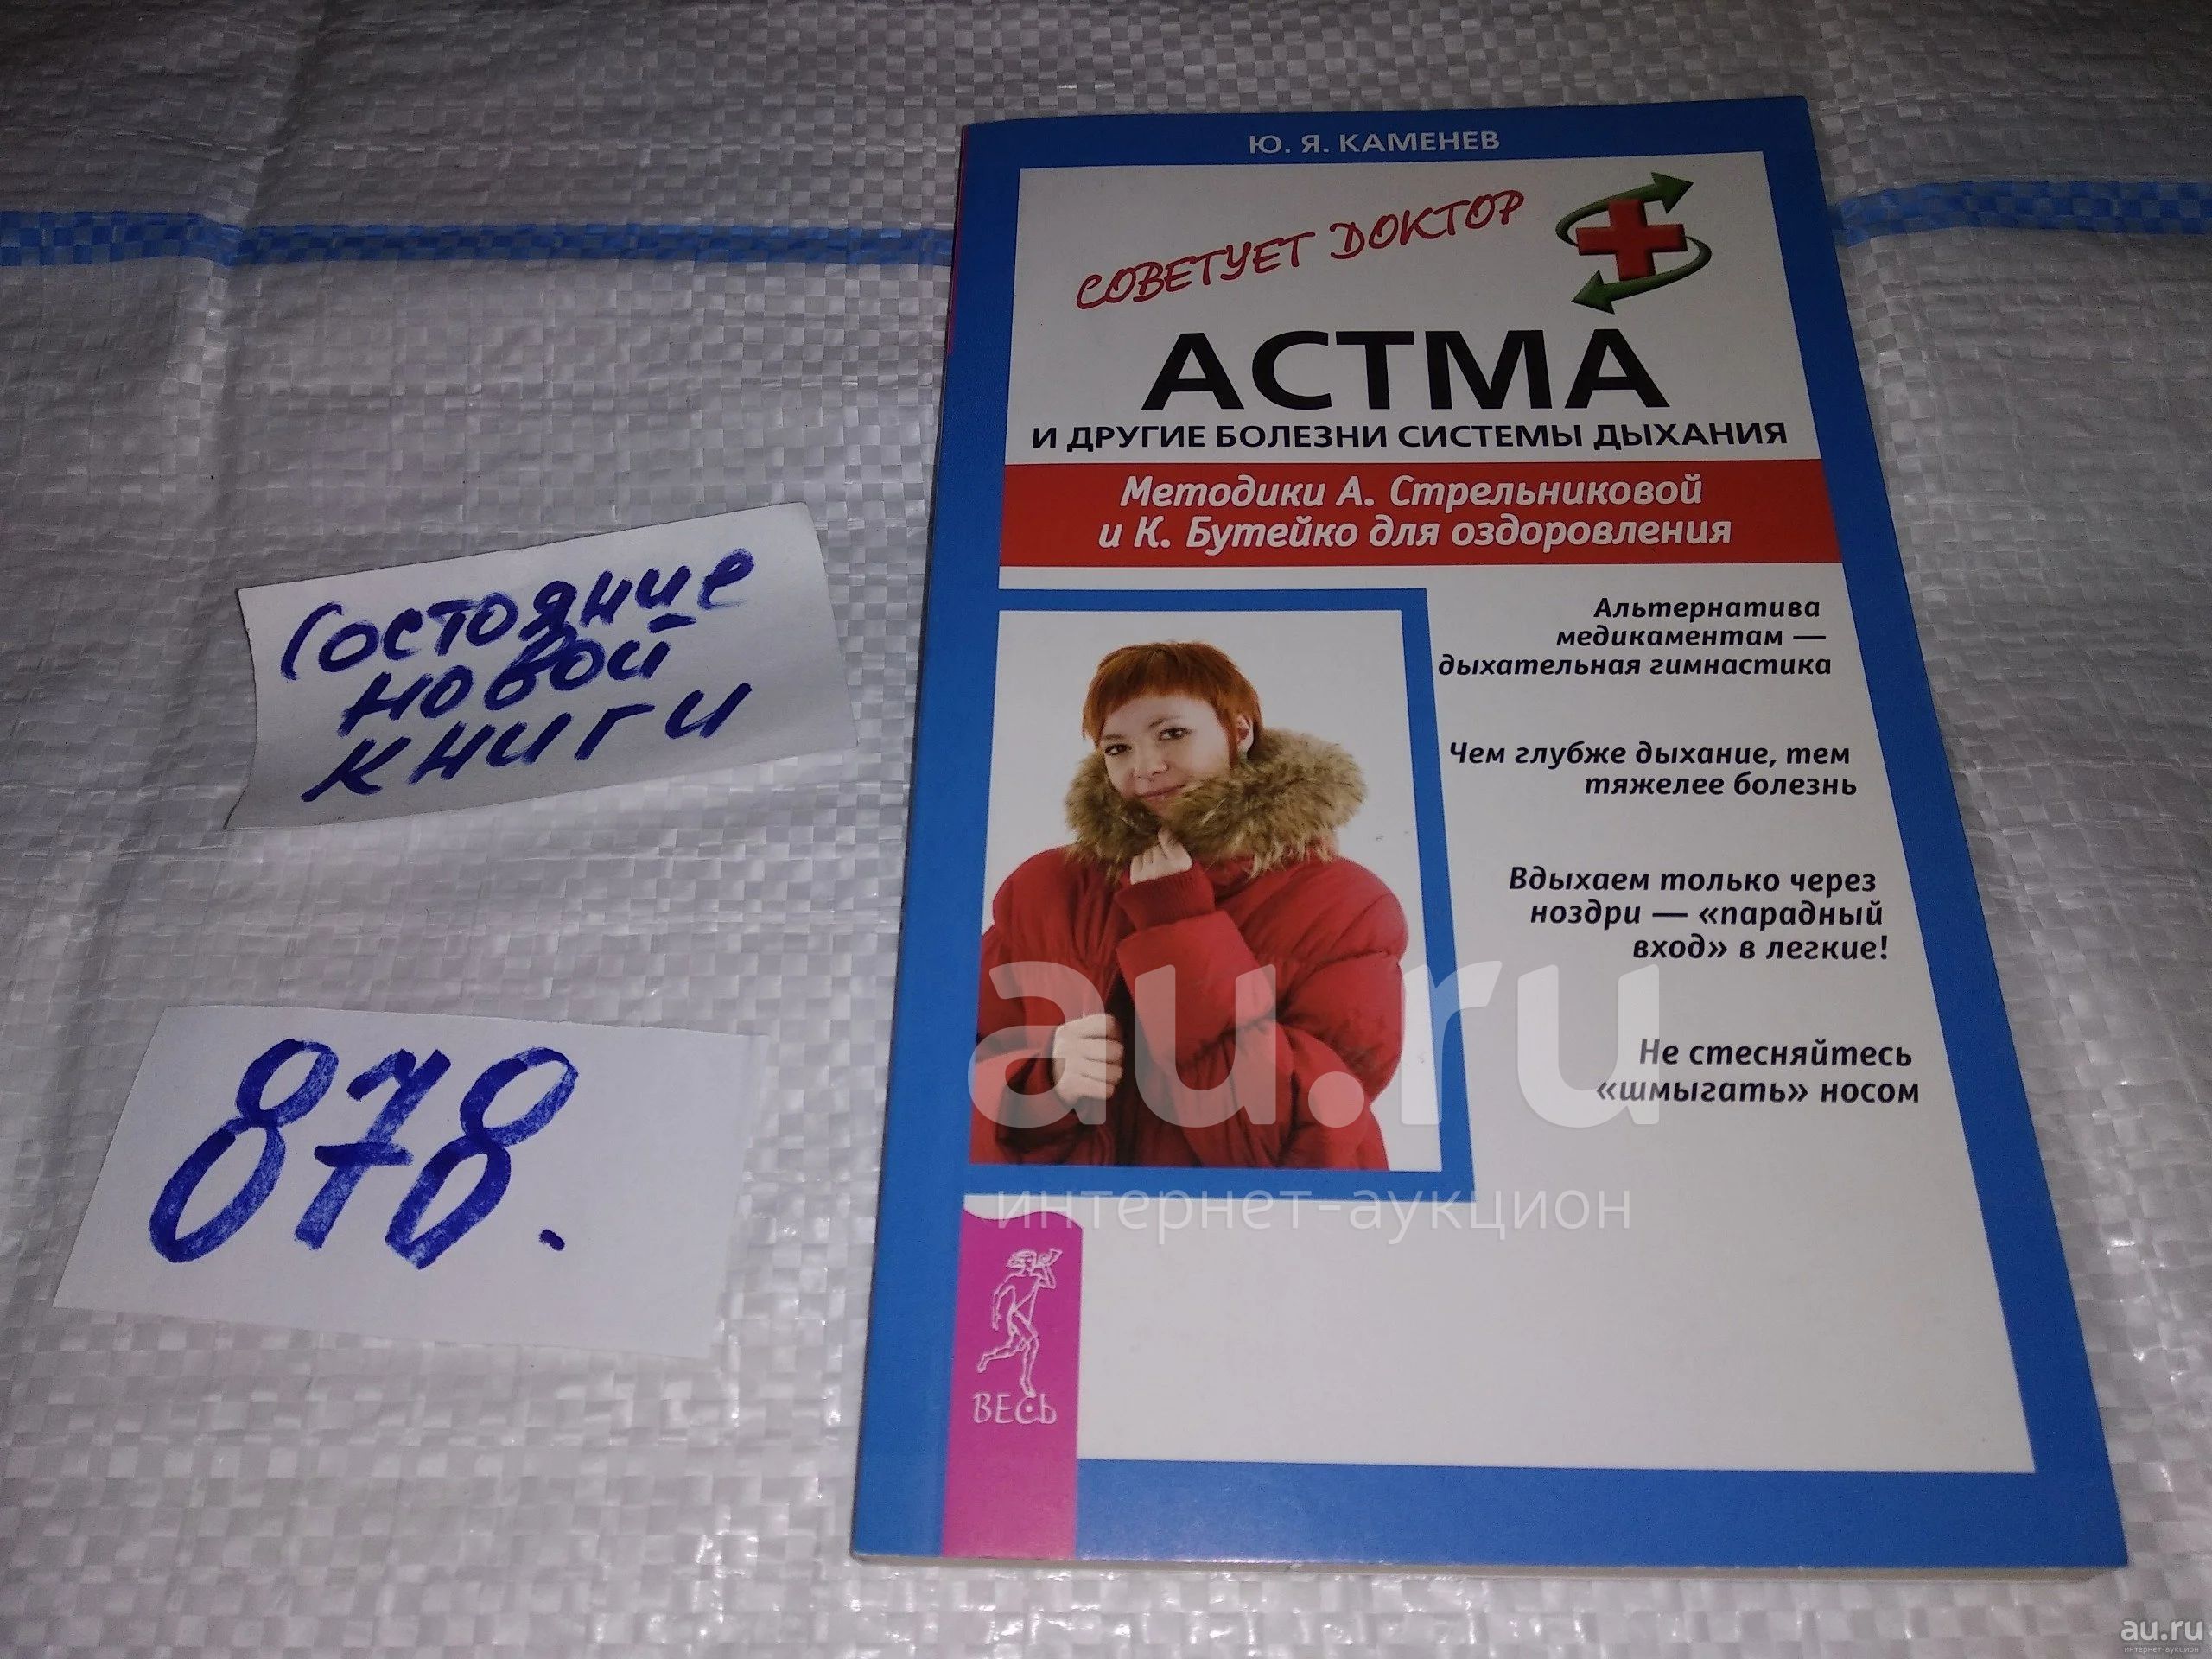 Ю. Я. КАМЕНЕВ
СОВЕТУЕТ ДОКТОР
АСТМА
И ДРУГИЕ БОЛЕЗНИ СИСТЕМЫ ДЫХАНИЯ
Методики А. Стрельниковой
и К. Бутейко для оздоровления
Альтернатива
медикаментам —
дыхательная гимнастика
Чем глубже дыхание, тем
тяжелее болезнь
Вдыхаем только через
ноздри — «парадный
вход» в легкие!
Не стесняйтесь
«шмыгать» носом
ВЕСЬ
Состояние
новой
книги
878.
au.ru
интернет-аукцион
au.ru
интернет-аукцион